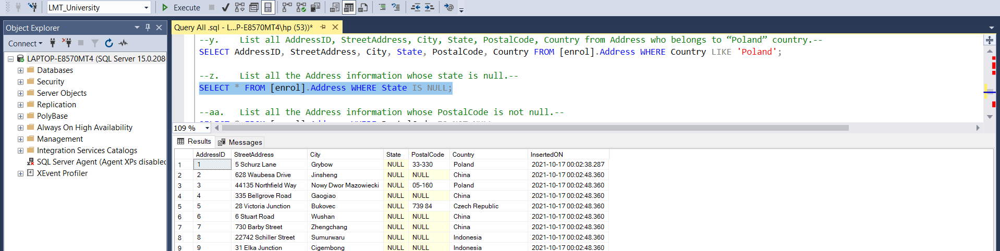 LMT_University Execute
Object Explorer
Query All .sql - L...P-E8570MT4\hp (53))*
Connect
LAPTOP-E8570MT4 (SQL Server 15.0.208
Databases
Security
Server Objects
Replication
PolyBase
Always On High Availability
Management
Integration Services Catalogs
SQL Server Agent (Agent XPs disabled
XEvent Profiler
--y. List all AddressID, StreetAddress, City, State, PostalCode, Country from Address who belongs to “Poland” country.--
SELECT AddressID, StreetAddress, City, State, PostalCode, Country FROM [enrol].Address WHERE Country LIKE 'Poland';
--z. List all the Address information whose state is null.--
SELECT * FROM [enrol].Address WHERE State IS NULL;
--aa. List all the Address information whose PostalCode is not null.--
109 %
Results Messages
AddressID StreetAddress City State PostalCode Country InsertedON
1 1 5 Schurz Lane Grybow NULL 33-330 Poland 2021-10-17 00:02:38.287
2 2 628 Waubesa Drive Jinsheng NULL NULL China 2021-10-17 00:02:48.360
3 3 44135 Northfield Way Nowy Dwor Mazowiecki NULL 05-160 Poland 2021-10-17 00:02:48.360
4 4 335 Bellgrove Road Gaogiao NULL NULL China 2021-10-17 00:02:48.360
5 5 28 Victoria Junction Bukovec NULL 739 84 Czech Republic 2021-10-17 00:02:48.360
6 6 6 Stuart Road Wushan NULL NULL China 2021-10-17 00:02:48.360
7 7 730 Barby Street Zhengchang NULL NULL China 2021-10-17 00:02:48.360
8 8 22742 Schiller Street Sumurwaru NULL NULL Indonesia 2021-10-17 00:02:48.360
9 9 31 Elka Junction Cigembong NULL NULL Indonesia 2021-10-17 00:02:48.360